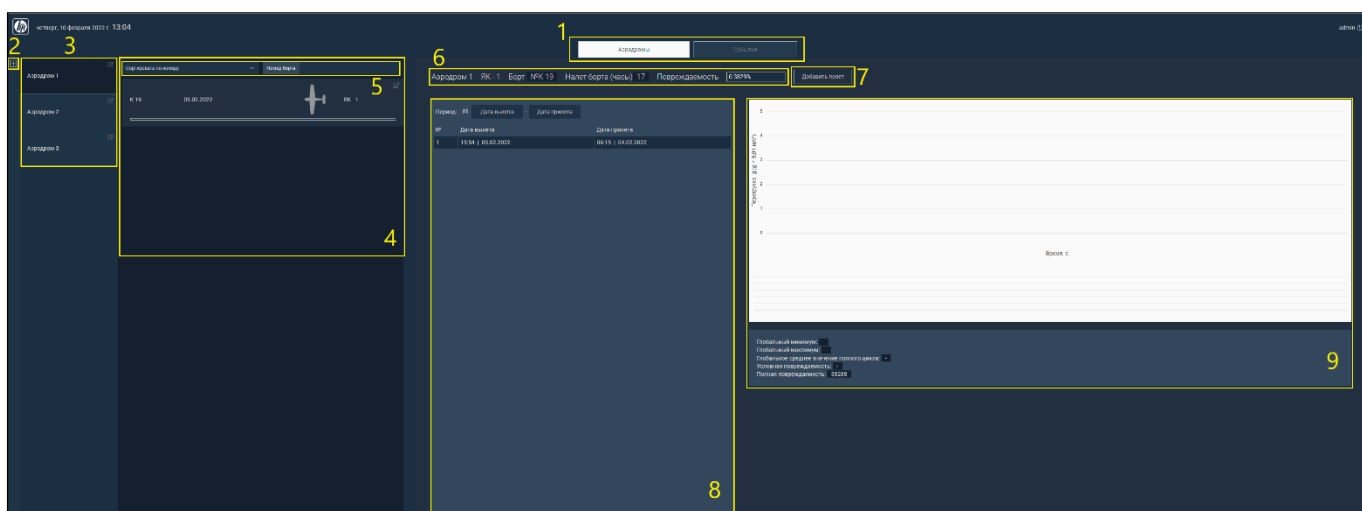 hp четверг, 10 февраля 2022 г. 13:04
admin
1
Аэродромы События
2
3
Аэродром 1
Аэродром 2
Аэродром 3
Сортировать по номеру Номер борта
5
К 19 03.02.2022 ЯК 1
4
6
Аэродром 1 ЯК - 1 Борт №К 19 Налет борта (часы) 17 Повреждаемость 0.3829%
Добавить полет
7
Период: Дата вылета - Дата прилета
№ Дата вылета Дата прилета
1 13:54 | 03.02.2022 06:15 | 04.02.2022
8
5
4
3
2
1
0
Время с
Глобальный минимум:
Глобальный максимум:
Глобальное среднее в течение полного цикла: -
Условная повреждаемость: -
Полная повреждаемость:
9